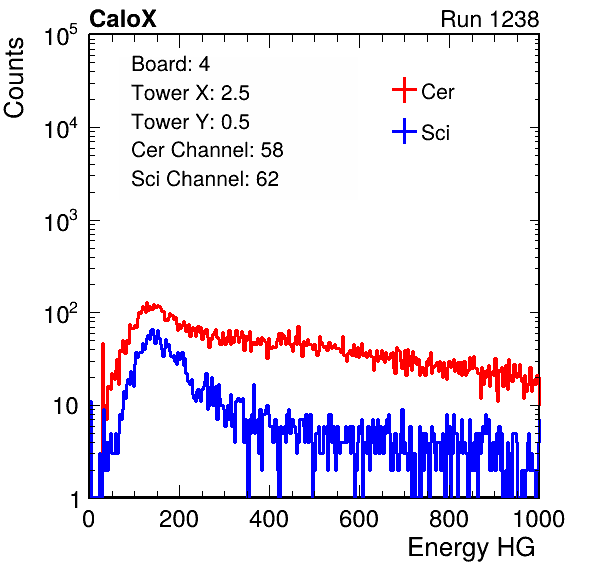 CaloX Run 1238
Counts
10^5
10^4
10^3
10^2
10
1
Board: 4
Tower X: 2.5
Tower Y: 0.5
Cer Channel: 58
Sci Channel: 62
Cer
Sci
0 200 400 600 800 1000
Energy HG